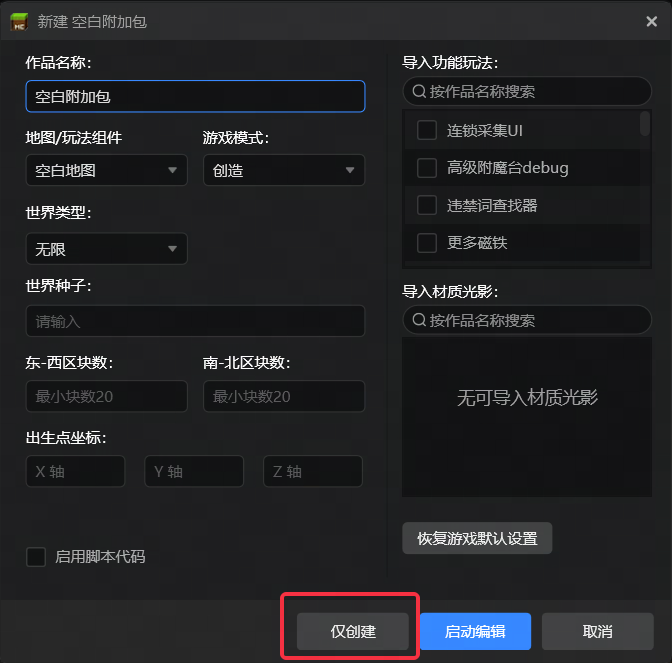 新建 空白附加包
作品名称:
空白附加包
地图/玩法组件
游戏模式:
空白地图
创造
世界类型:
无限
世界种子:
请输入
东-西区块数:
南-北区块数:
最小块数20
最小块数20
出生点坐标:
X 轴
Y 轴
Z 轴
启用脚本代码
导入功能玩法:
按作品名称搜索
连锁采集UI
高级附魔台debug
违禁词查找器
更多磁铁
导入材质光影:
按作品名称搜索
无可导入材质光影
恢复游戏默认设置
仅创建
启动编辑
取消